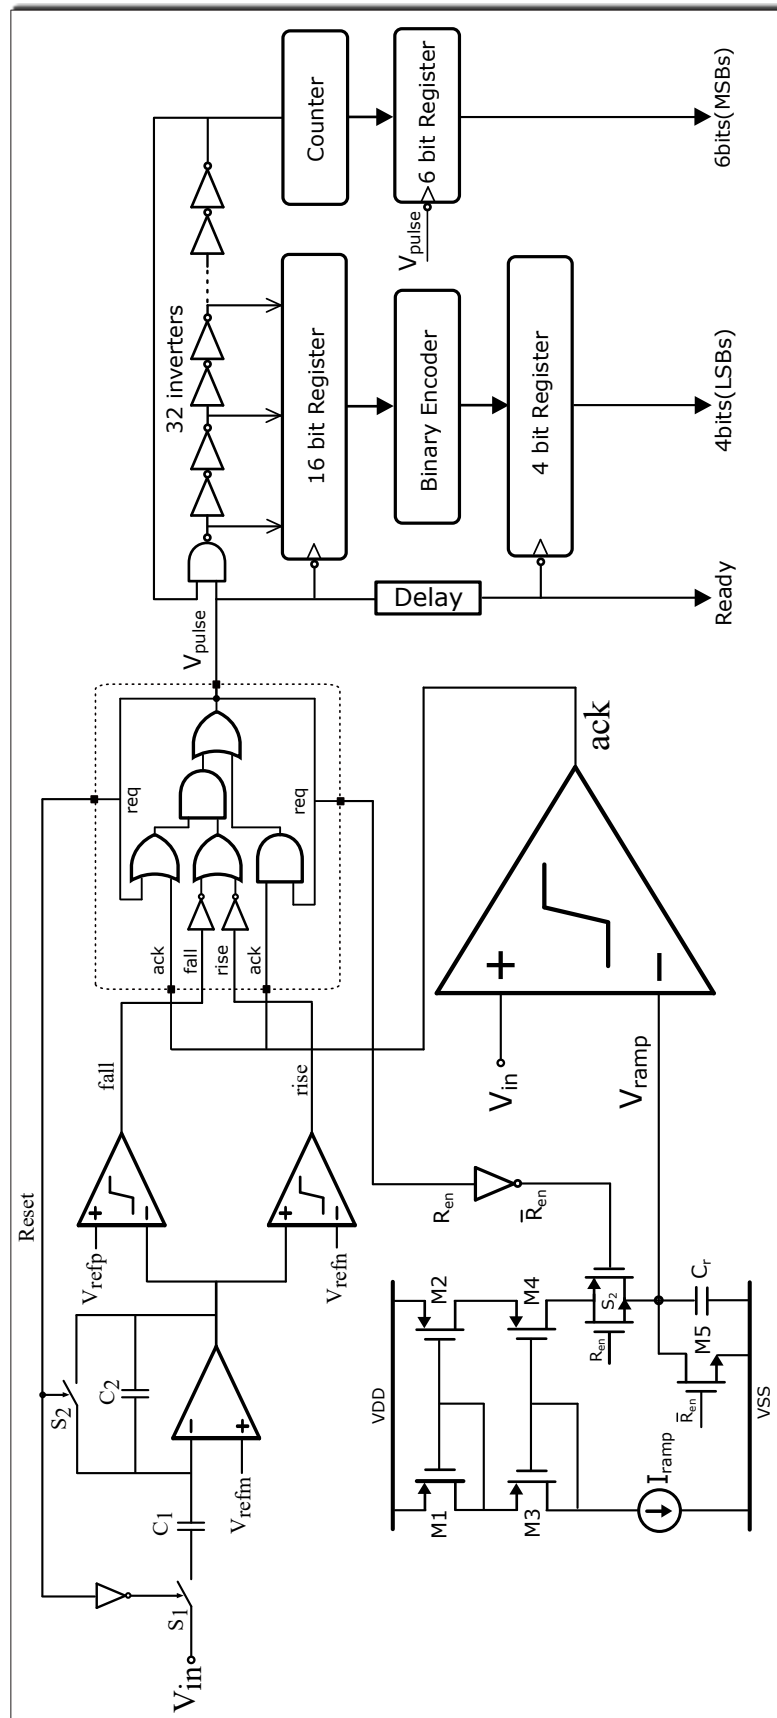 Vin
S1
C1
Vrefm
S2
C2
Reset
Vrefp
Vrefn
fall
rise
ack
fall
rise
ack
req
req
Vpulse
32 inverters
Counter
6 bit Register
Vpulse
6bits(MSBs)
16 bit Register
Binary Encoder
4 bit Register
4bits(LSBs)
Delay
Ready
VDD
M1
M2
M3
M4
Iramp
Ren
R̅en
Ren
S2
R̅en
M5
Cr
VSS
Vramp
Vin
+
−
ack